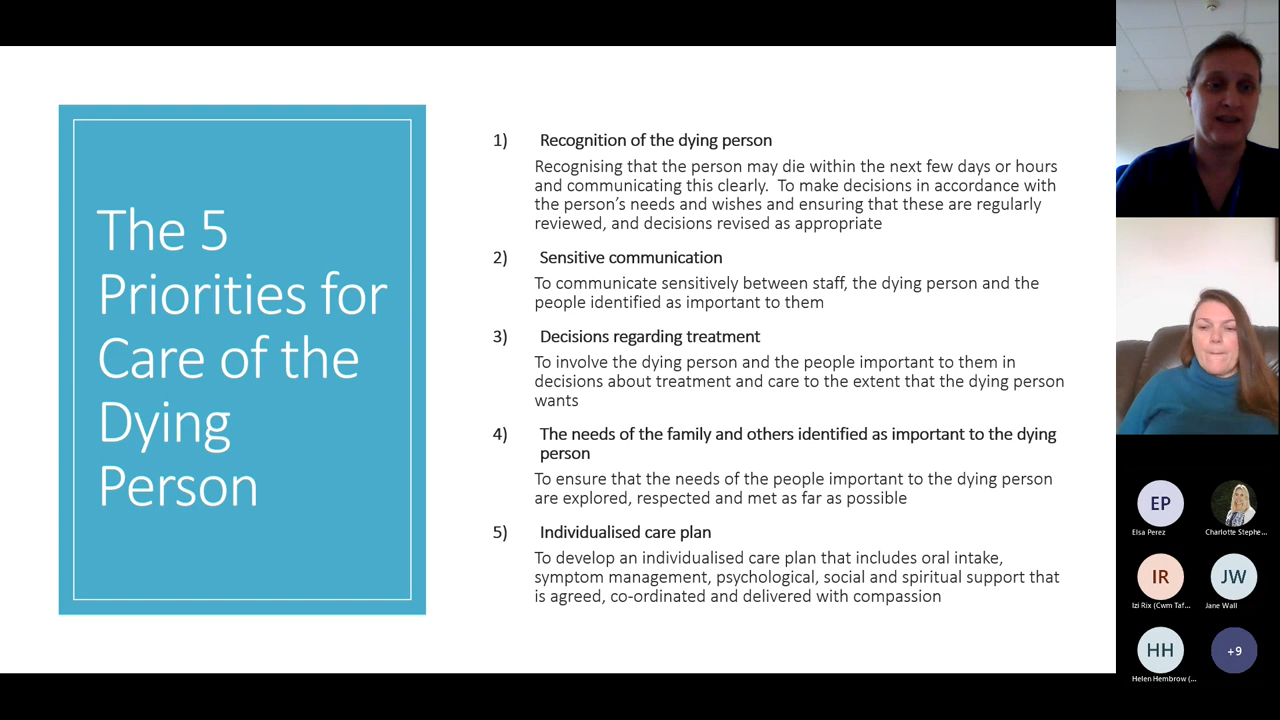 The 5
Priorities for
Care of the
Dying
Person
1) Recognition of the dying person
Recognising that the person may die within the next few days or hours
and communicating this clearly.  To make decisions in accordance with
the person's needs and wishes and ensuring that these are regularly
reviewed, and decisions revised as appropriate
2) Sensitive communication
To communicate sensitively between staff, the dying person and the
people identified as important to them
3) Decisions regarding treatment
To involve the dying person and the people important to them in
decisions about treatment and care to the extent that the dying person
wants
4) The needs of the family and others identified as important to the dying
person
To ensure that the needs of the people important to the dying person
are explored, respected and met as far as possible
5) Individualised care plan
To develop an individualised care plan that includes oral intake,
symptom management, psychological, social and spiritual support that
is agreed, co-ordinated and delivered with compassion
EP
Elsa Perez
Charlotte Stephe...
IR
JW
Izi Rix (Cwm Taf...
Jane Wall
HH
+9
Helen Hembrow (...